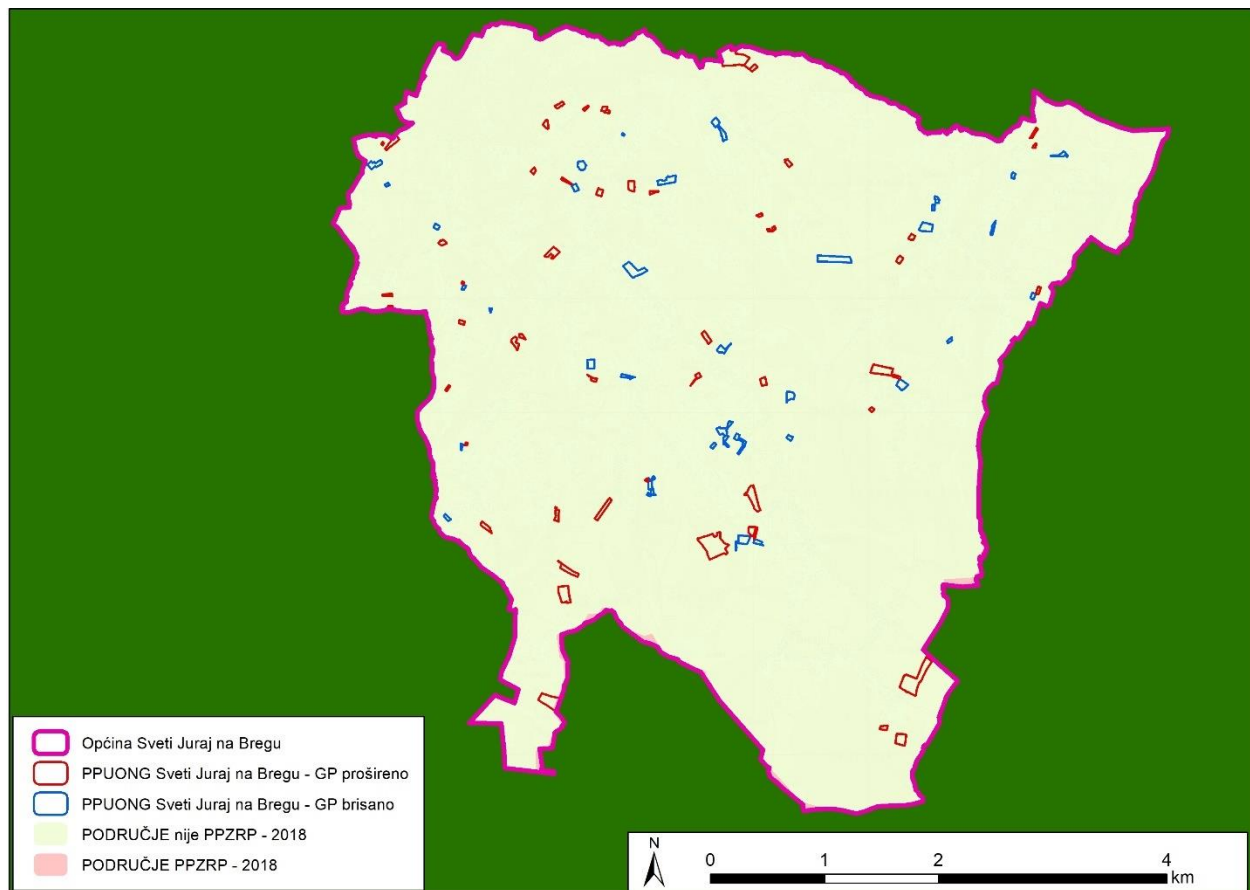 Općina Sveti Juraj na Bregu
PPUONG Sveti Juraj na Bregu - GP prošireno
PPUONG Sveti Juraj na Bregu - GP brisano
PODRUČJE nije PPZRP - 2018
PODRUČJE PPZRP - 2018
N
0 1 2 4
km